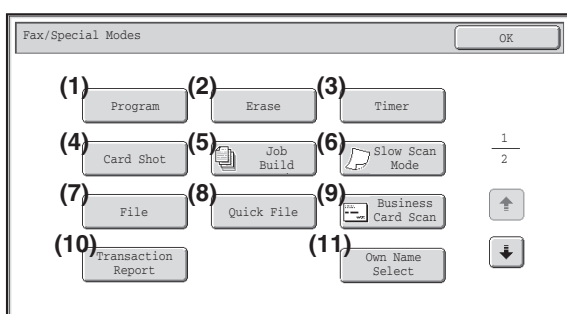 Fax/Special Modes
OK
(1) Program
(2) Erase
(3) Timer
(4) Card Shot
(5) Job
Build
(6) Slow Scan
Mode
1
2
(7) File
(8) Quick File
(9) Business
Card Scan
(10) Transaction
Report
(11) Own Name
Select